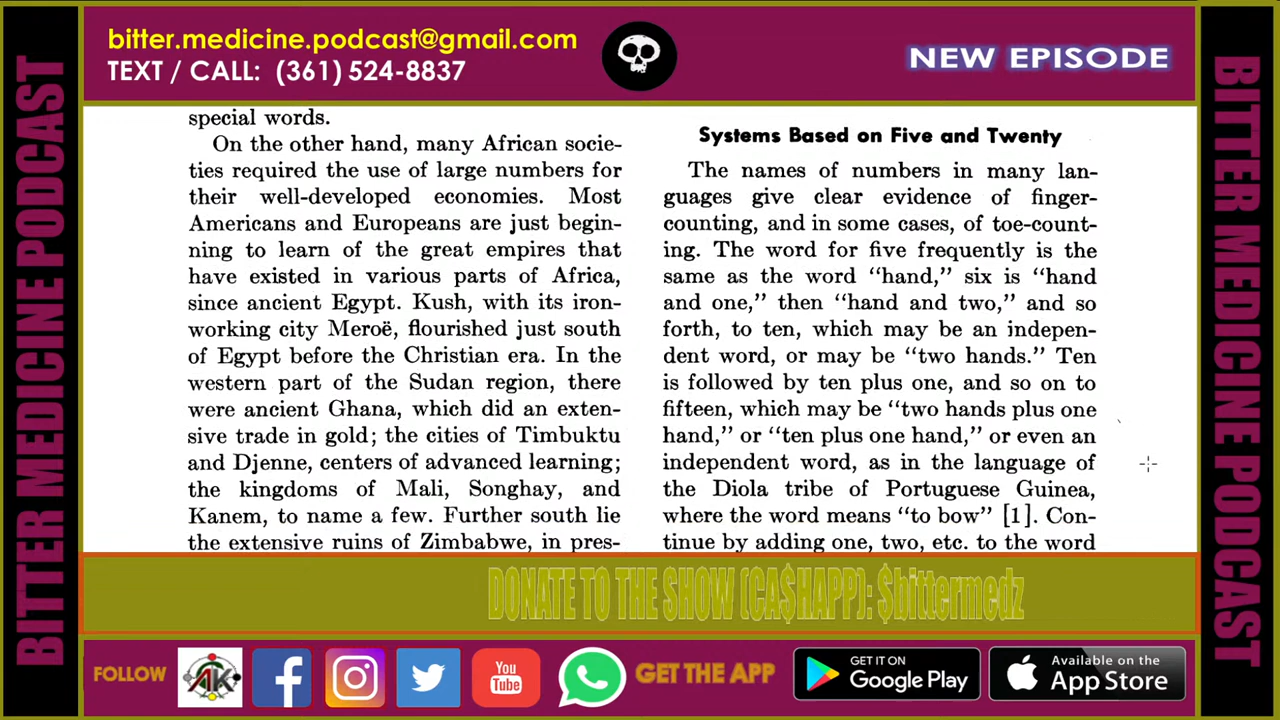 bitter.medicine.podcast@gmail.com
TEXT / CALL: (361) 524-8837
NEW EPISODE
BITTER MEDICINE PODCAST
special words.
On the other hand, many African socie-
ties required the use of large numbers for
their well-developed economies. Most
Americans and Europeans are just begin-
ning to learn of the great empires that
have existed in various parts of Africa,
since ancient Egypt. Kush, with its iron-
working city Meroë, flourished just south
of Egypt before the Christian era. In the
western part of the Sudan region, there
were ancient Ghana, which did an exten-
sive trade in gold; the cities of Timbuktu
and Djenne, centers of advanced learning;
the kingdoms of Mali, Songhay, and
Kanem, to name a few. Further south lie
the extensive ruins of Zimbabwe, in pres-
Systems Based on Five and Twenty
The names of numbers in many lan-
guages give clear evidence of finger-
counting, and in some cases, of toe-count-
ing. The word for five frequently is the
same as the word "hand," six is "hand
and one," then "hand and two," and so
forth, to ten, which may be an indepen-
dent word, or may be "two hands." Ten
is followed by ten plus one, and so on to
fifteen, which may be "two hands plus one
hand," or "ten plus one hand," or even an
independent word, as in the language of
the Diola tribe of Portuguese Guinea,
where the word means "to bow" [1]. Con-
tinue by adding one, two, etc. to the word
BITTER MEDICINE PODCAST
DONATE TO THE SHOW (CA$HAPP): $bittermedz
FOLLOW
ATK
You
Tube
GET THE APP
GET IT ON
Google Play
Available on the
App Store